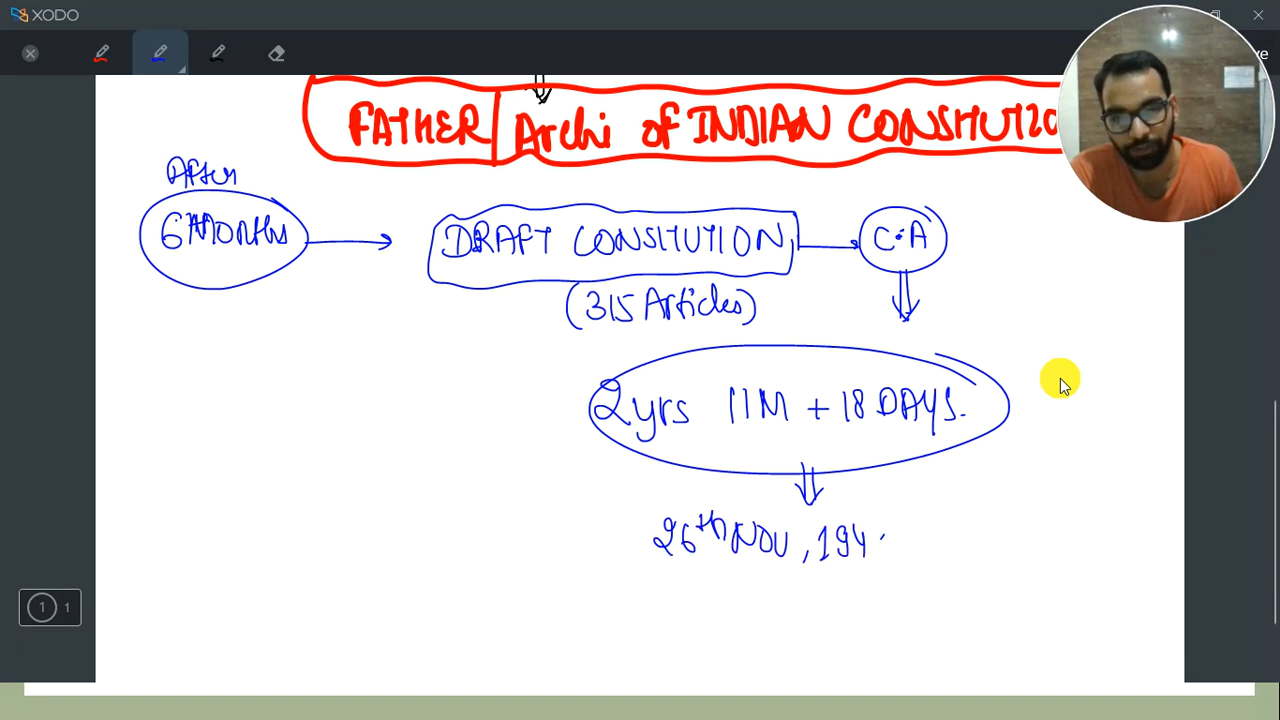 XODO
FATHER | Archi of INDIAN CONSTITUTIO
After
6 MONTHS
DRAFT CONSITUTION
C.A
(315 Articles)
2yrs 11M + 18 DAYS.
26th NOV, 194
1 1